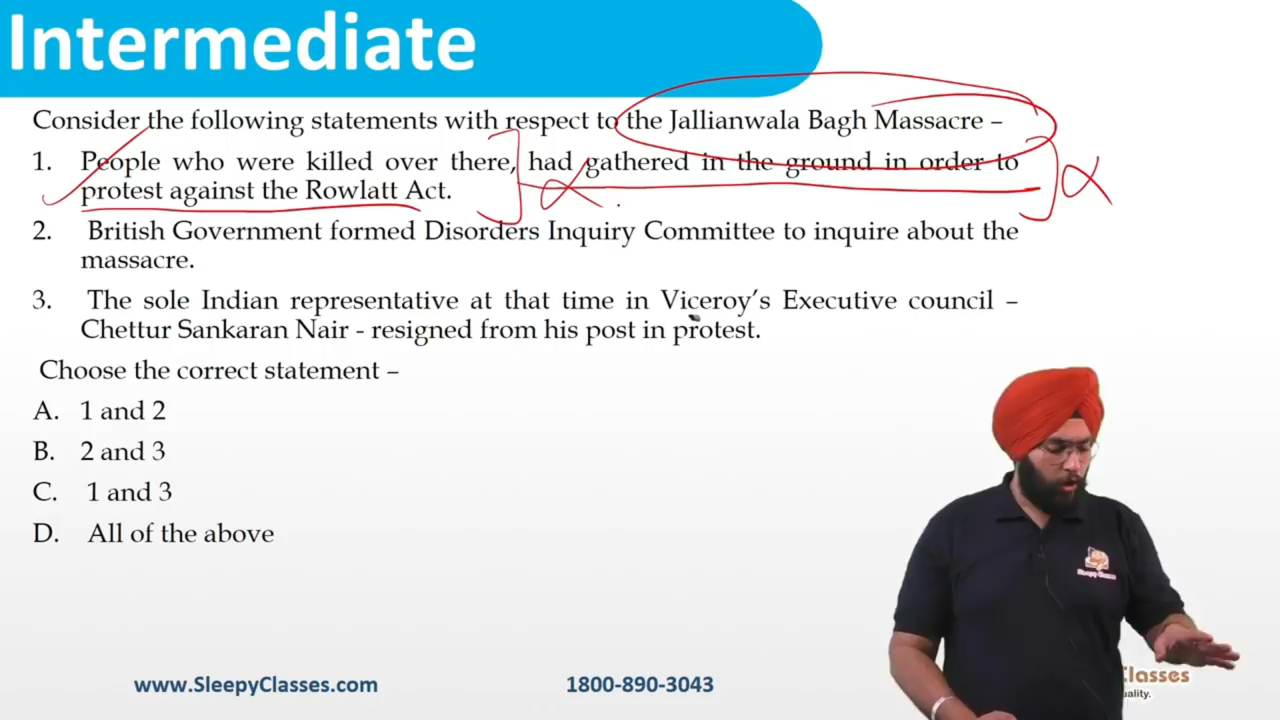 Intermediate
Consider the following statements with respect to the Jallianwala Bagh Massacre –
1. People who were killed over there, had gathered in the ground in order to
protest against the Rowlatt Act.
2. British Government formed Disorders Inquiry Committee to inquire about the
massacre.
3. The sole Indian representative at that time in Viceroy's Executive council –
Chettur Sankaran Nair - resigned from his post in protest.
Choose the correct statement –
A. 1 and 2
B. 2 and 3
C. 1 and 3
D. All of the above
Sleepy Classes
www.SleepyClasses.com 1800-890-3043
Classes
uality.